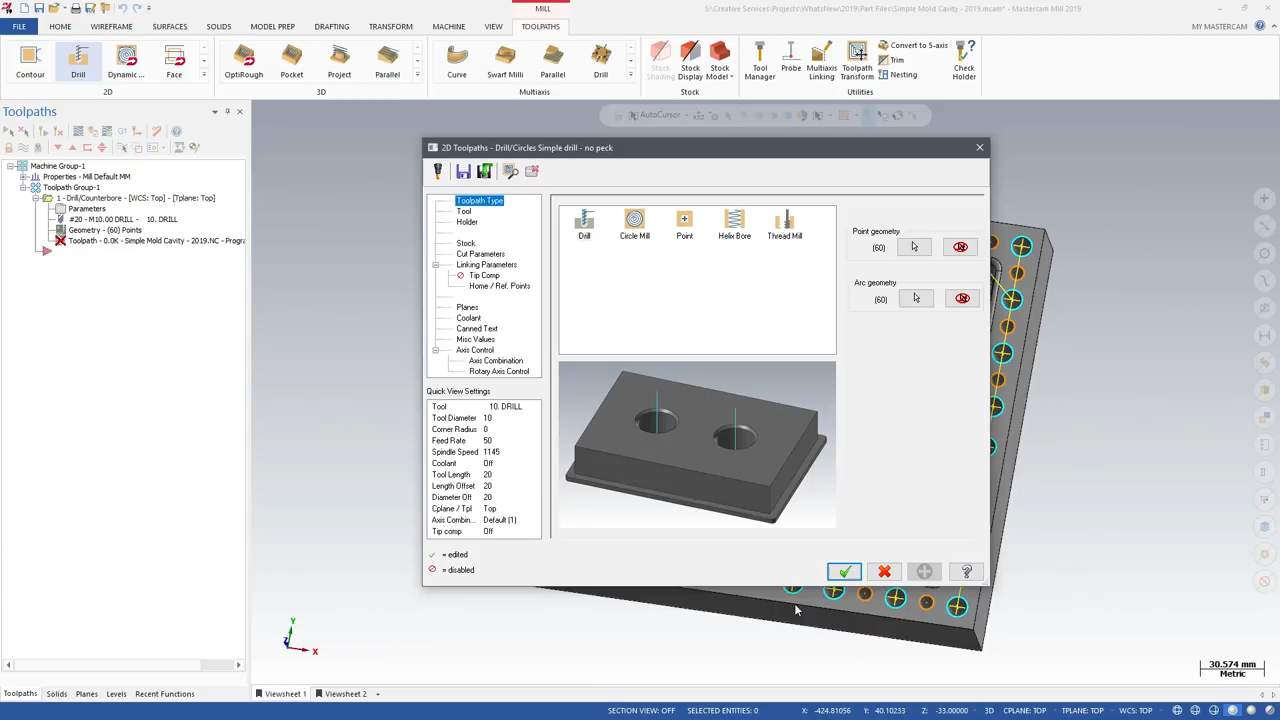 MILL
S:\Creative Services\Projects\WhatsNew\2019\Part Files\Simple Mold Cavity - 2019.mcam* - Mastercam Mill 2019
FILE HOME WIREFRAME SURFACES SOLIDS MODEL PREP DRAFTING TRANSFORM MACHINE VIEW TOOLPATHS MY MASTERCAM
Contour Drill Dynamic ... Face OptiRough Pocket Project Parallel Curve Swarf Milli Parallel Drill Stock Shading Stock Display Stock Model Tool Manager Probe Multiaxis Linking Toolpath Transform Convert to 5-axis Trim Nesting Check Holder
2D 3D Multiaxis Stock Utilities
Toolpaths
AutoCursor
Machine Group-1
Properties - Mill Default MM
Toolpath Group-1
1 - Drill/Counterbore - [WCS: Top] - [Tplane: Top]
Parameters
#20 - M10.00 DRILL - 10. DRILL
Geometry - (60) Points
Toolpath - 0.0K - Simple Mold Cavity - 2019.NC - Progra
2D Toolpaths - Drill/Circles Simple drill - no peck
Toolpath Type
Tool
Holder
Stock
Cut Parameters
Linking Parameters
Tip Comp
Home / Ref. Points
Planes
Coolant
Canned Text
Misc Values
Axis Control
Axis Combination
Rotary Axis Control
Drill Circle Mill Point Helix Bore Thread Mill
Point geometry
(60)
Arc geometry
(60)
Quick View Settings
Tool 10. DRILL
Tool Diameter 10
Corner Radius 0
Feed Rate 50
Spindle Speed 1145
Coolant Off
Tool Length 20
Length Offset 20
Diameter Off 20
Cplane / Tpl Top
Axis Combin... Default (1)
Tip comp Off
= edited
= disabled
Y
Z
X
30.574 mm
Metric
Toolpaths Solids Planes Levels Recent Functions
Viewsheet 1 Viewsheet 2 +
SECTION VIEW: OFF SELECTED ENTITIES: 0 X: -424.81056 Y: 40.10233 Z: -33.00000 3D CPLANE: TOP TPLANE: TOP WCS: TOP